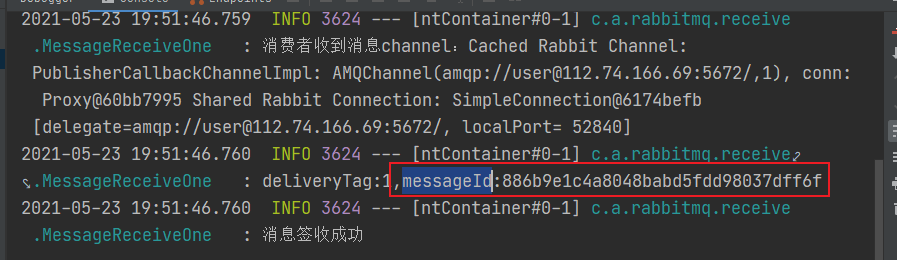 Debugger Console Endpoints
2021-05-23 19:51:46.759  INFO 3624 --- [ntContainer#0-1] c.a.rabbitmq.receive
.MessageReceiveOne   : 消费者收到消息channel：Cached Rabbit Channel:
PublisherCallbackChannelImpl: AMQChannel(amqp://user@112.74.166.69:5672/,1), conn:
Proxy@60bb7995 Shared Rabbit Connection: SimpleConnection@6174befb
[delegate=amqp://user@112.74.166.69:5672/, localPort= 52840]
2021-05-23 19:51:46.760  INFO 3624 --- [ntContainer#0-1] c.a.rabbitmq.receive
.MessageReceiveOne   : deliveryTag:1,messageId:886b9e1c4a8048babd5fdd98037dff6f
2021-05-23 19:51:46.760  INFO 3624 --- [ntContainer#0-1] c.a.rabbitmq.receive
.MessageReceiveOne   : 消息签收成功